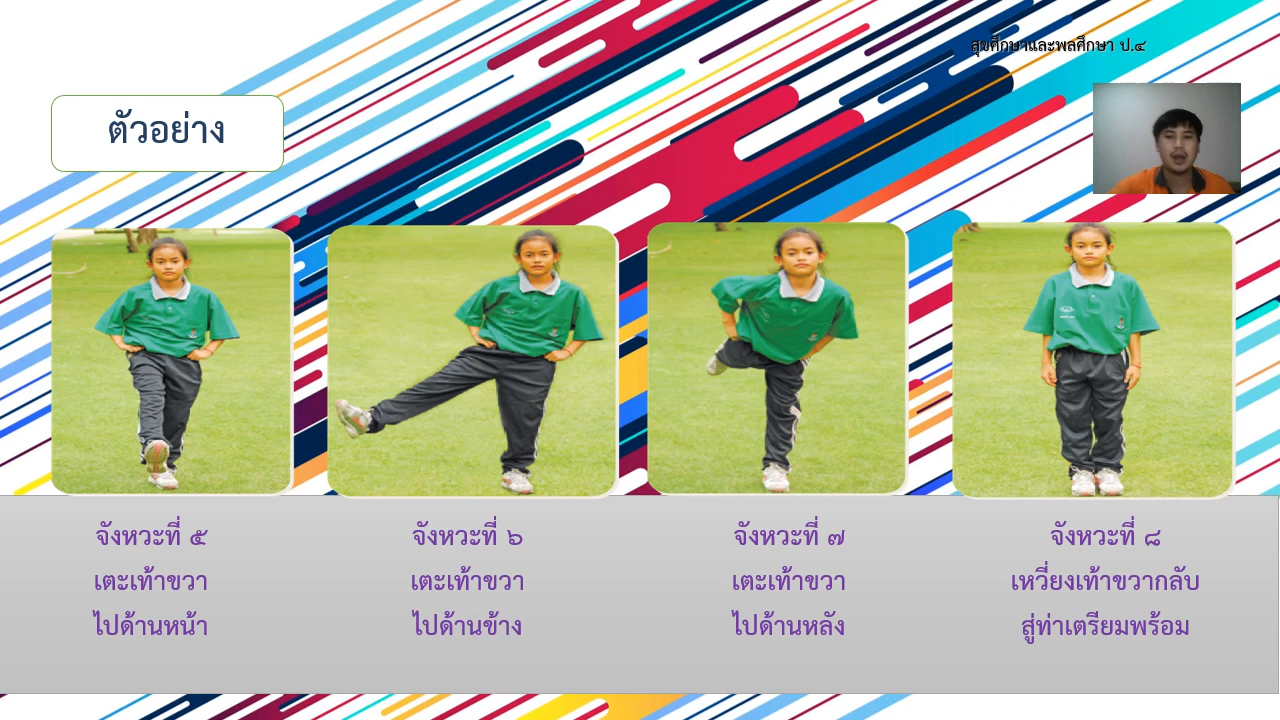 สุขศึกษาและพลศึกษา ป.๔
ตัวอย่าง
จังหวะที่ ๕
เตะเท้าขวา
ไปด้านหน้า
จังหวะที่ ๖
เตะเท้าขวา
ไปด้านข้าง
จังหวะที่ ๗
เตะเท้าขวา
ไปด้านหลัง
จังหวะที่ ๘
เหวี่ยงเท้าขวากลับ
สู่ท่าเตรียมพร้อม